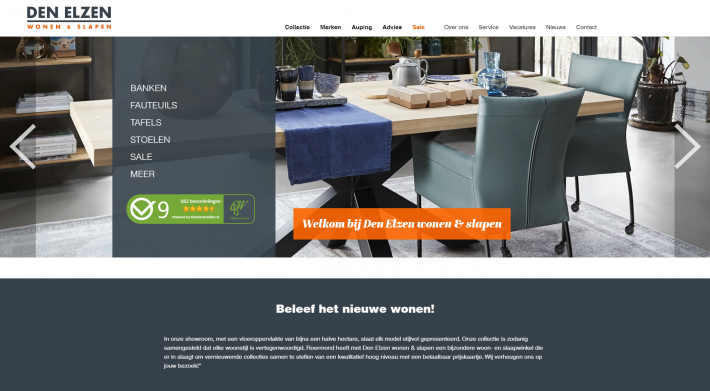 DEN ELZEN
WONEN & SLAPEN
Collectie Merken Auping Advies Sale Over ons Service Vacatures Nieuws Contact
BANKEN
FAUTEUILS
TAFELS
STOELEN
SALE
MEER
9
682 beoordelingen
Powered by Klantenvertellen.nl
Welkom bij Den Elzen wonen & slapen
Beleef het nieuwe wonen!
In onze showroom, met een vloeroppervlakte van bijna een halve hectare, staat elk model stijlvol gepresenteerd. Onze collectie is zodanig
samengesteld dat elke woonstijl is vertegenwoordigd. Roermond heeft met Den Elzen wonen & slapen een bijzondere woon- en slaapwinkel die
er in slaagt om vernieuwende collecties samen te stellen van een kwalitatief hoog niveau met een betaalbaar prijskaartje. Wij verheugen ons op
jouw bezoek!"